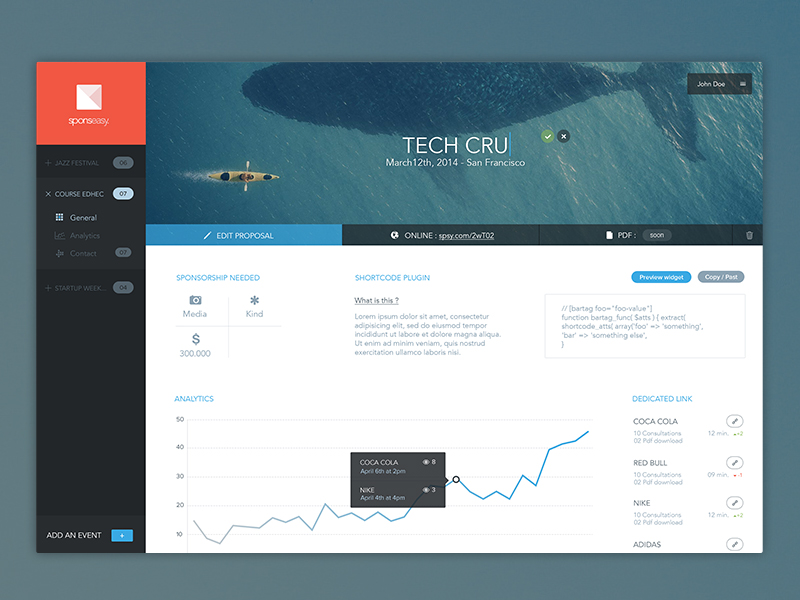 sponseasy.
JAZZ FESTIVAL 06
COURSE EDHEC 07
General
Analytics
Contact 07
STARTUP WEEK... 04
ADD AN EVENT +
John Doe
TECH CRU
March12th, 2014 - San Francisco
EDIT PROPOSAL
ONLINE : spsy.com/2wT02
PDF : soon
SPONSORSHIP NEEDED
Media
Kind
$
300.000
SHORTCODE PLUGIN
What is this ?
Lorem ipsum dolor sit amet, consectetur
adipisicing elit, sed do eiusmod tempor
incididunt ut labore et dolore magna aliqua.
Ut enim ad minim veniam, quis nostrud
exercitation ullamco laboris nisi.
Preview widget
Copy / Past
// [bartag foo="foo-value"]
function bartag_func( $atts ) { extract(
shortcode_atts( array('foo' => 'something',
'bar' => 'something else',
}
ANALYTICS
50
40
30
20
10
COCA COLA 8
April 6th at 2pm
NIKE 3
April 4th at 4pm
DEDICATED LINK
COCA COLA
10 Consultations 12 min. +2
02 Pdf download
RED BULL
10 Consultations 09 min. -1
02 Pdf download
NIKE
10 Consultations 12 min. +2
02 Pdf download
ADIDAS